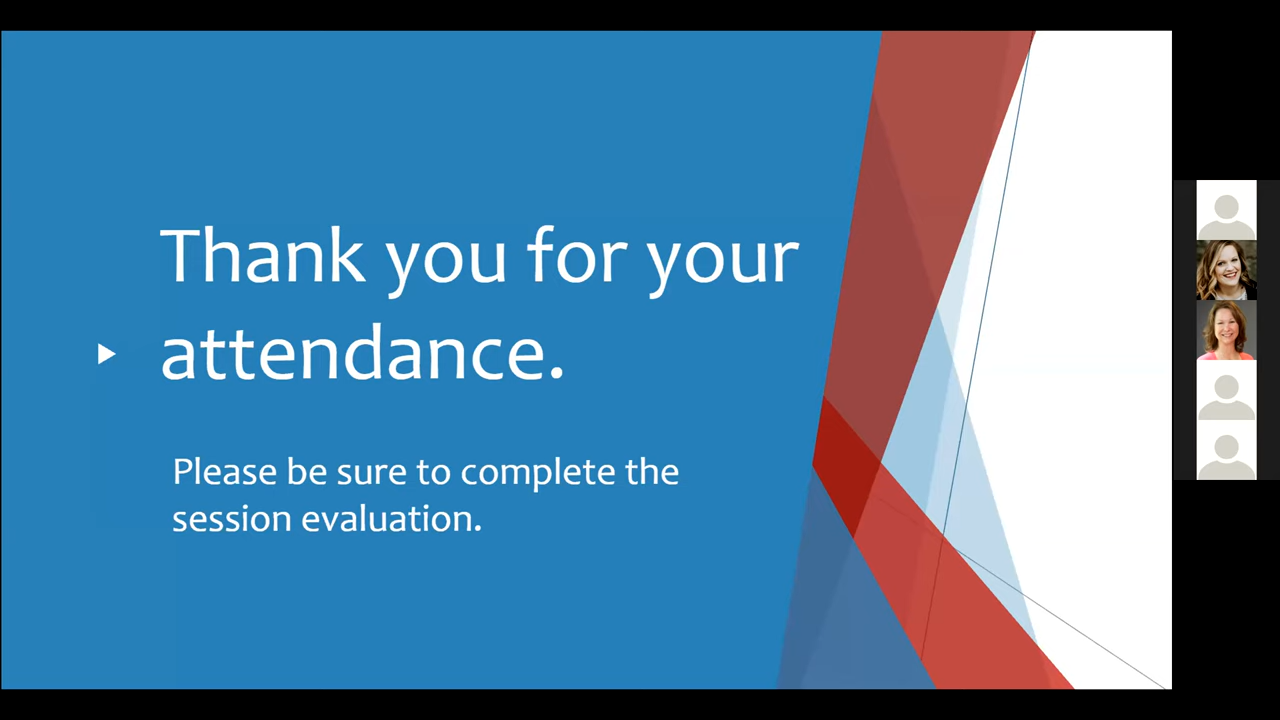 Thank you for your
attendance.
Please be sure to complete the
session evaluation.